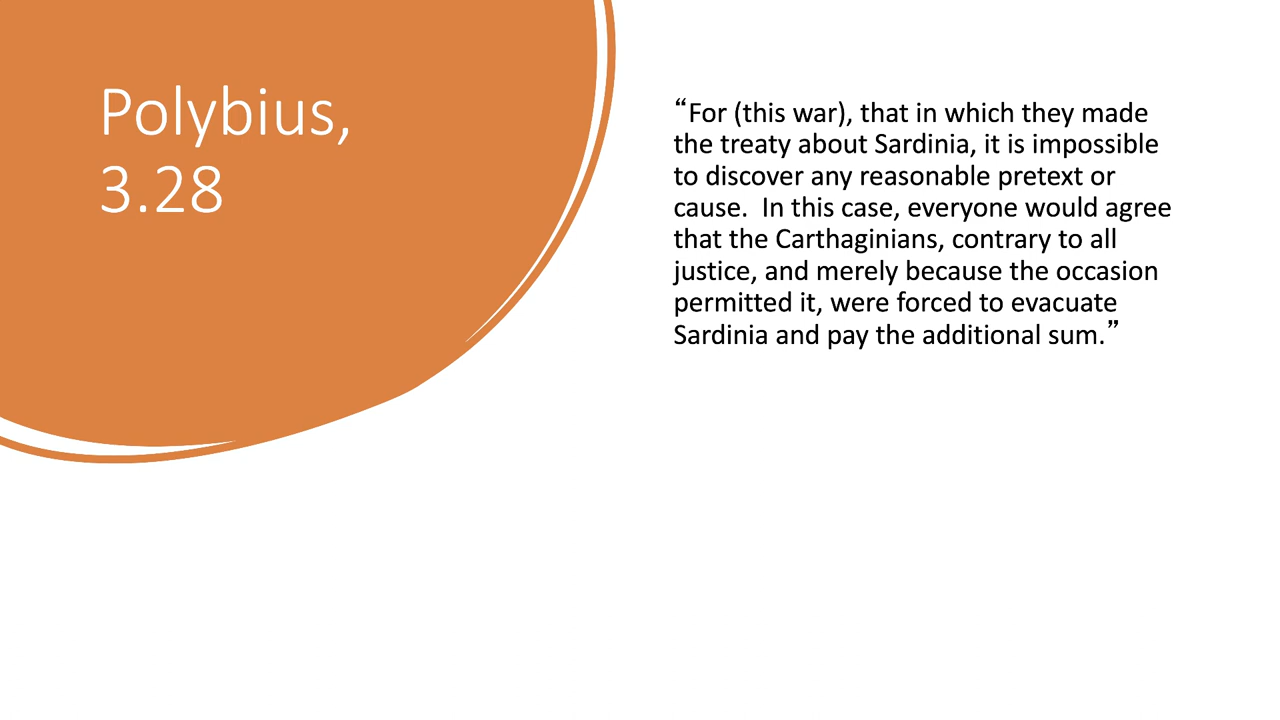 Polybius,
3.28
“For (this war), that in which they made
the treaty about Sardinia, it is impossible
to discover any reasonable pretext or
cause.  In this case, everyone would agree
that the Carthaginians, contrary to all
justice, and merely because the occasion
permitted it, were forced to evacuate
Sardinia and pay the additional sum.”